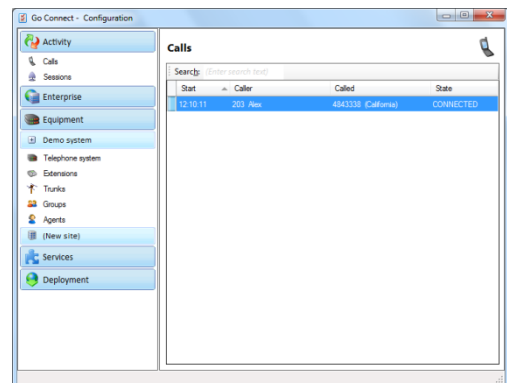 Go Connect - Configuration
Activity
Calls
Sessions
Enterprise
Equipment
Demo system
Telephone system
Extensions
Trunks
Groups
Agents
(New site)
Services
Deployment
Calls
Search: (Enter search text)
Start Caller Called State
12:10:11 203 Alex 4843338 (California) CONNECTED